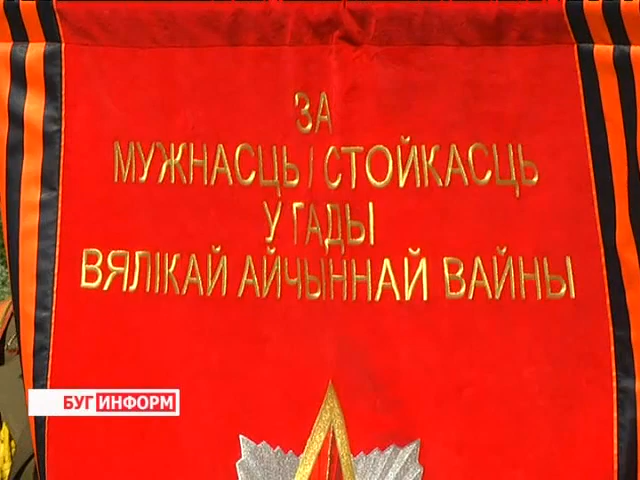 ЗА
МУЖНАСЦЬ І СТОЙКАСЦЬ
У ГАДЫ
ВЯЛІКАЙ АЙЧЫННАЙ ВАЙНЫ
БУГ ИНФОРМ